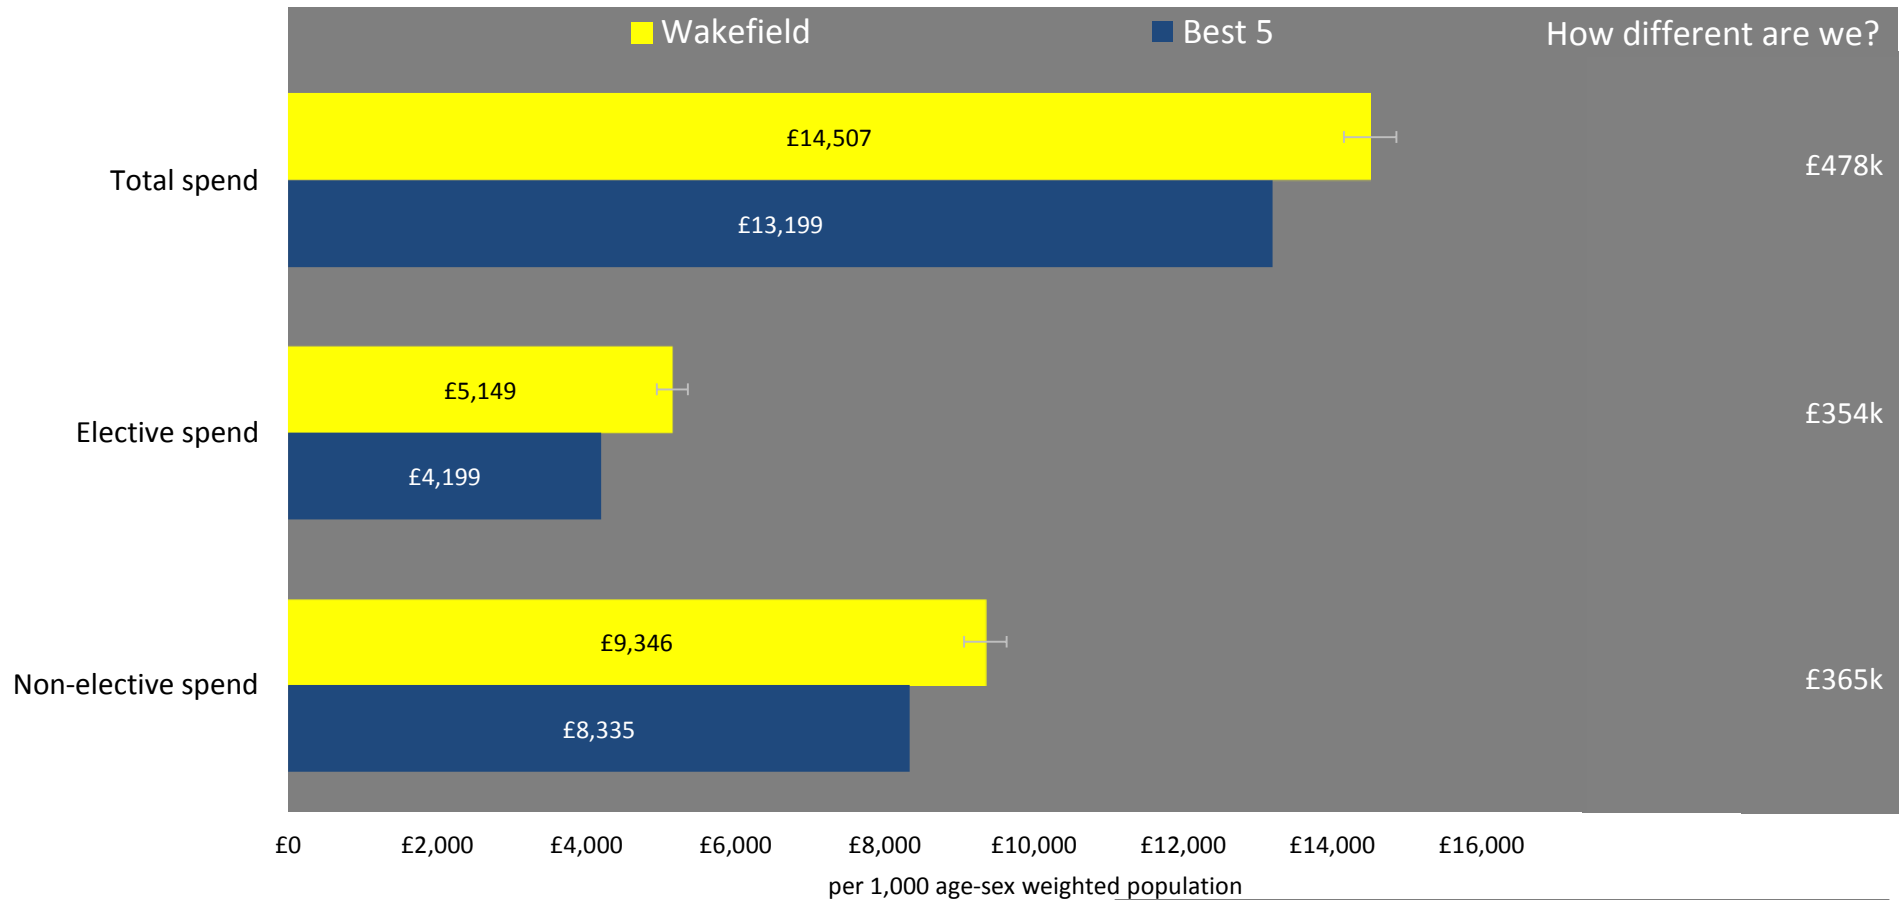 Wakefield Best 5 How different are we?
Total spend £14,507 £478k
£13,199
Elective spend £5,149 £354k
£4,199
Non-elective spend £9,346 £365k
£8,335
£0 £2,000 £4,000 £6,000 £8,000 £10,000 £12,000 £14,000 £16,000
per 1,000 age-sex weighted population